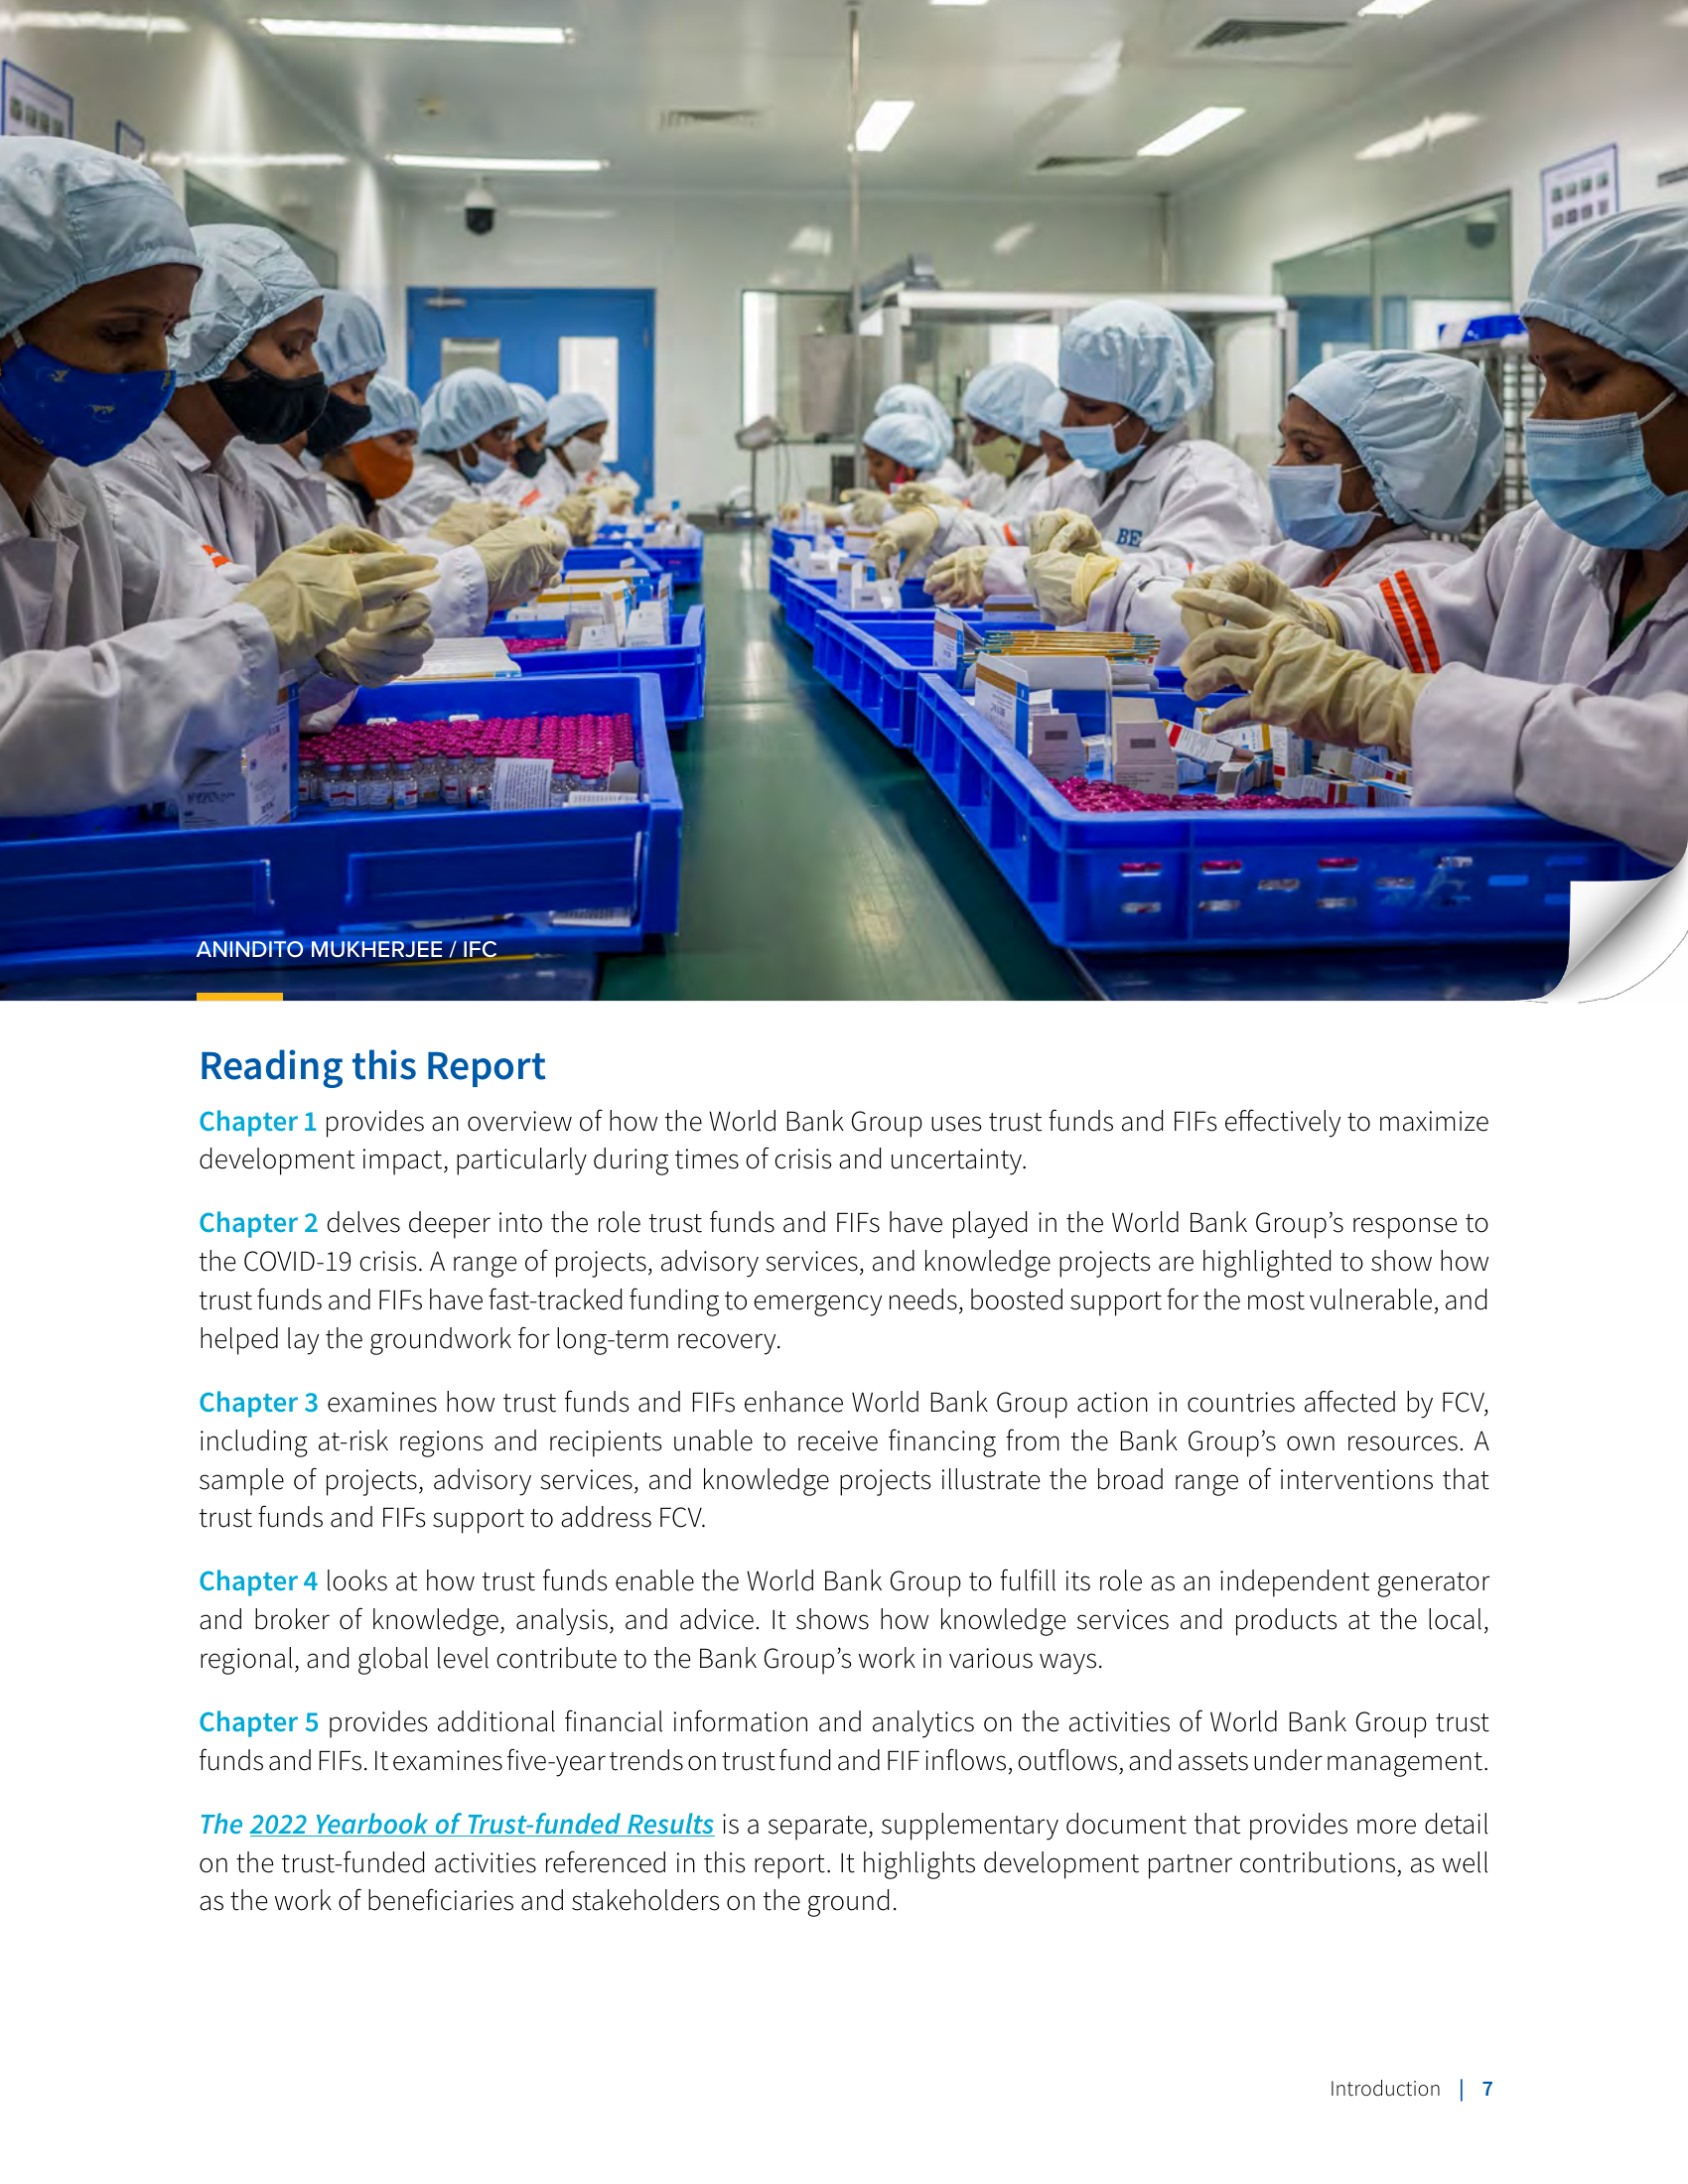 BE
ANINDITO MUKHERJEE / IFC
Reading this Report
Chapter 1 provides an overview of how the World Bank Group uses trust funds and FIFs effectively to maximize
development impact, particularly during times of crisis and uncertainty.
Chapter 2 delves deeper into the role trust funds and FIFs have played in the World Bank Group’s response to
the COVID-19 crisis. A range of projects, advisory services, and knowledge projects are highlighted to show how
trust funds and FIFs have fast-tracked funding to emergency needs, boosted support for the most vulnerable, and
helped lay the groundwork for long-term recovery.
Chapter 3 examines how trust funds and FIFs enhance World Bank Group action in countries affected by FCV,
including at-risk regions and recipients unable to receive financing from the Bank Group’s own resources. A
sample of projects, advisory services, and knowledge projects illustrate the broad range of interventions that
trust funds and FIFs support to address FCV.
Chapter 4 looks at how trust funds enable the World Bank Group to fulfill its role as an independent generator
and broker of knowledge, analysis, and advice. It shows how knowledge services and products at the local,
regional, and global level contribute to the Bank Group’s work in various ways.
Chapter 5 provides additional financial information and analytics on the activities of World Bank Group trust
funds and FIFs. It examines five-year trends on trust fund and FIF inflows, outflows, and assets under management.
The 2022 Yearbook of Trust-funded Results is a separate, supplementary document that provides more detail
on the trust-funded activities referenced in this report. It highlights development partner contributions, as well
as the work of beneficiaries and stakeholders on the ground.
Introduction | 7